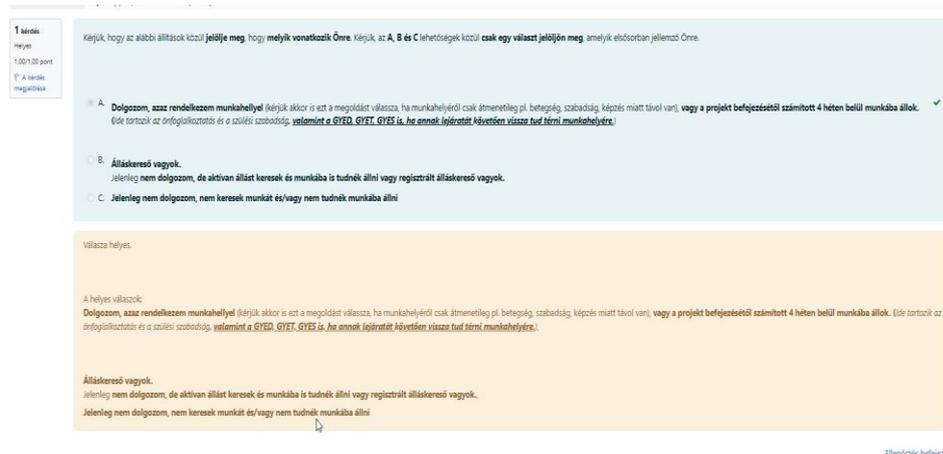 1 kérdés
Helyes
1,00/1,00 pont
A kérdés
megjelölése
Kérjük, hogy az alábbi állítások közül jelölje meg, hogy melyik vonatkozik Önre. Kérjük, az A, B és C lehetőségek közül csak egy választ jelöljön meg, amelyik elsősorban jellemző Önre.
A. Dolgozom, azaz rendelkezem munkahellyel (kérjük akkor is ezt a megoldást válassza, ha munkahelyéről csak átmenetileg pl. betegség, szabadság, képzés miatt távol van), vagy a projekt befejezésétől számított 4 héten belül munkába állok.
(Ide tartozik az önfoglalkoztatás és a szülési szabadság, valamint a GYED, GYET, GYES is, ha annak lejáratát követően vissza tud térni munkahelyére.)
B. Álláskereső vagyok.
Jelenleg nem dolgozom, de aktívan állást keresek és munkába is tudnék állni vagy regisztrált álláskereső vagyok.
C. Jelenleg nem dolgozom, nem keresek munkát és/vagy nem tudnék munkába állni
Válasza helyes.
A helyes válaszok:
Dolgozom, azaz rendelkezem munkahellyel (kérjük akkor is ezt a megoldást válassza, ha munkahelyéről csak átmenetileg pl. betegség, szabadság, képzés miatt távol van), vagy a projekt befejezésétől számított 4 héten belül munkába állok. (Ide tartozik az
önfoglalkoztatás és a szülési szabadság, valamint a GYED, GYET, GYES is, ha annak lejáratát követően vissza tud térni munkahelyére.),
Álláskereső vagyok.
Jelenleg nem dolgozom, de aktívan állást keresek és munkába is tudnék állni vagy regisztrált álláskereső vagyok.,
Jelenleg nem dolgozom, nem keresek munkát és/vagy nem tudnék munkába állni